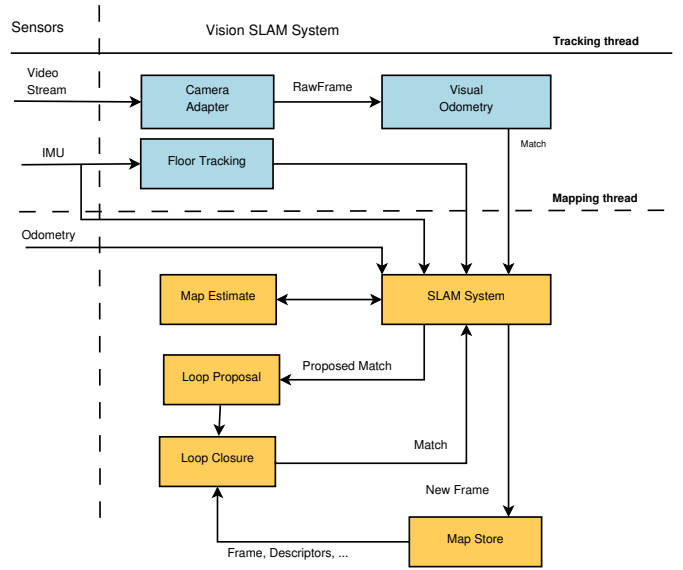 Sensors
Vision SLAM System
Tracking thread
Video
Stream
Camera
Adapter
RawFrame
Visual
Odometry
Match
IMU
Floor Tracking
Mapping thread
Odometry
Map Estimate
SLAM System
Proposed Match
Loop Proposal
Match
Loop Closure
New Frame
Map Store
Frame, Descriptors, ...